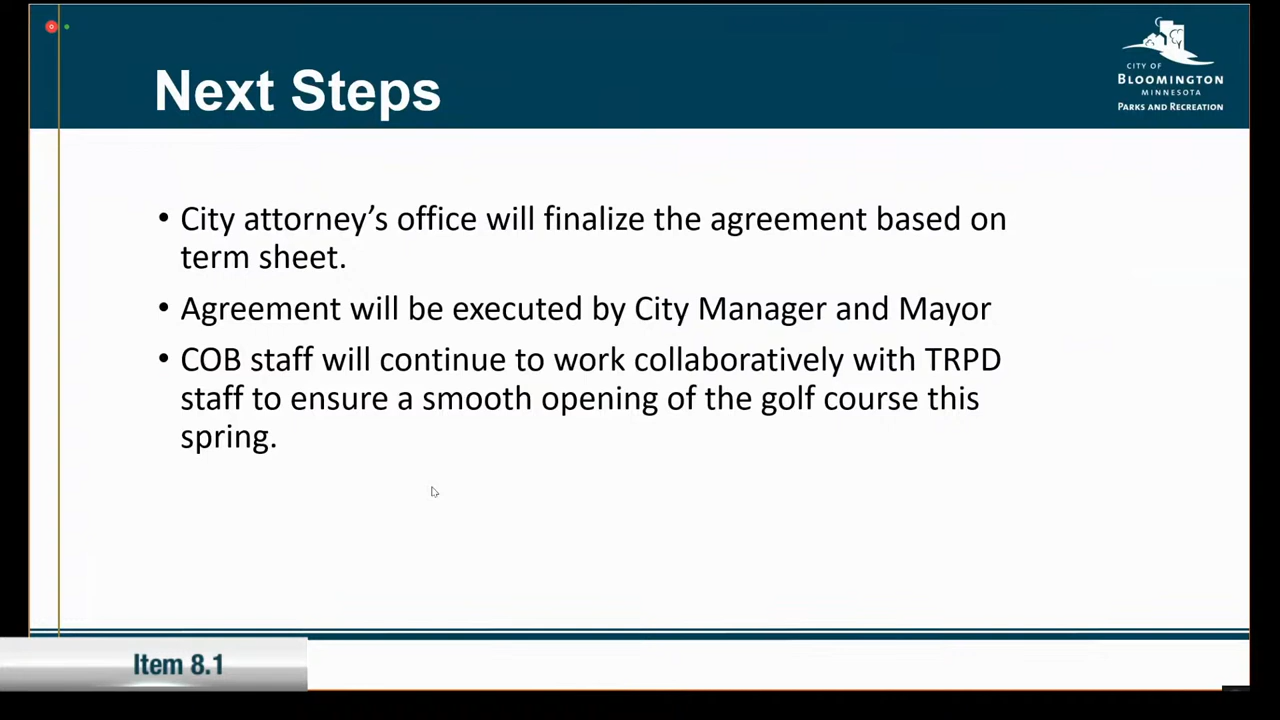 CITY OF
BLOOMINGTON
MINNESOTA
PARKS AND RECREATION
Next Steps
• City attorney’s office will finalize the agreement based on
term sheet.
• Agreement will be executed by City Manager and Mayor
• COB staff will continue to work collaboratively with TRPD
staff to ensure a smooth opening of the golf course this
spring.
Item 8.1